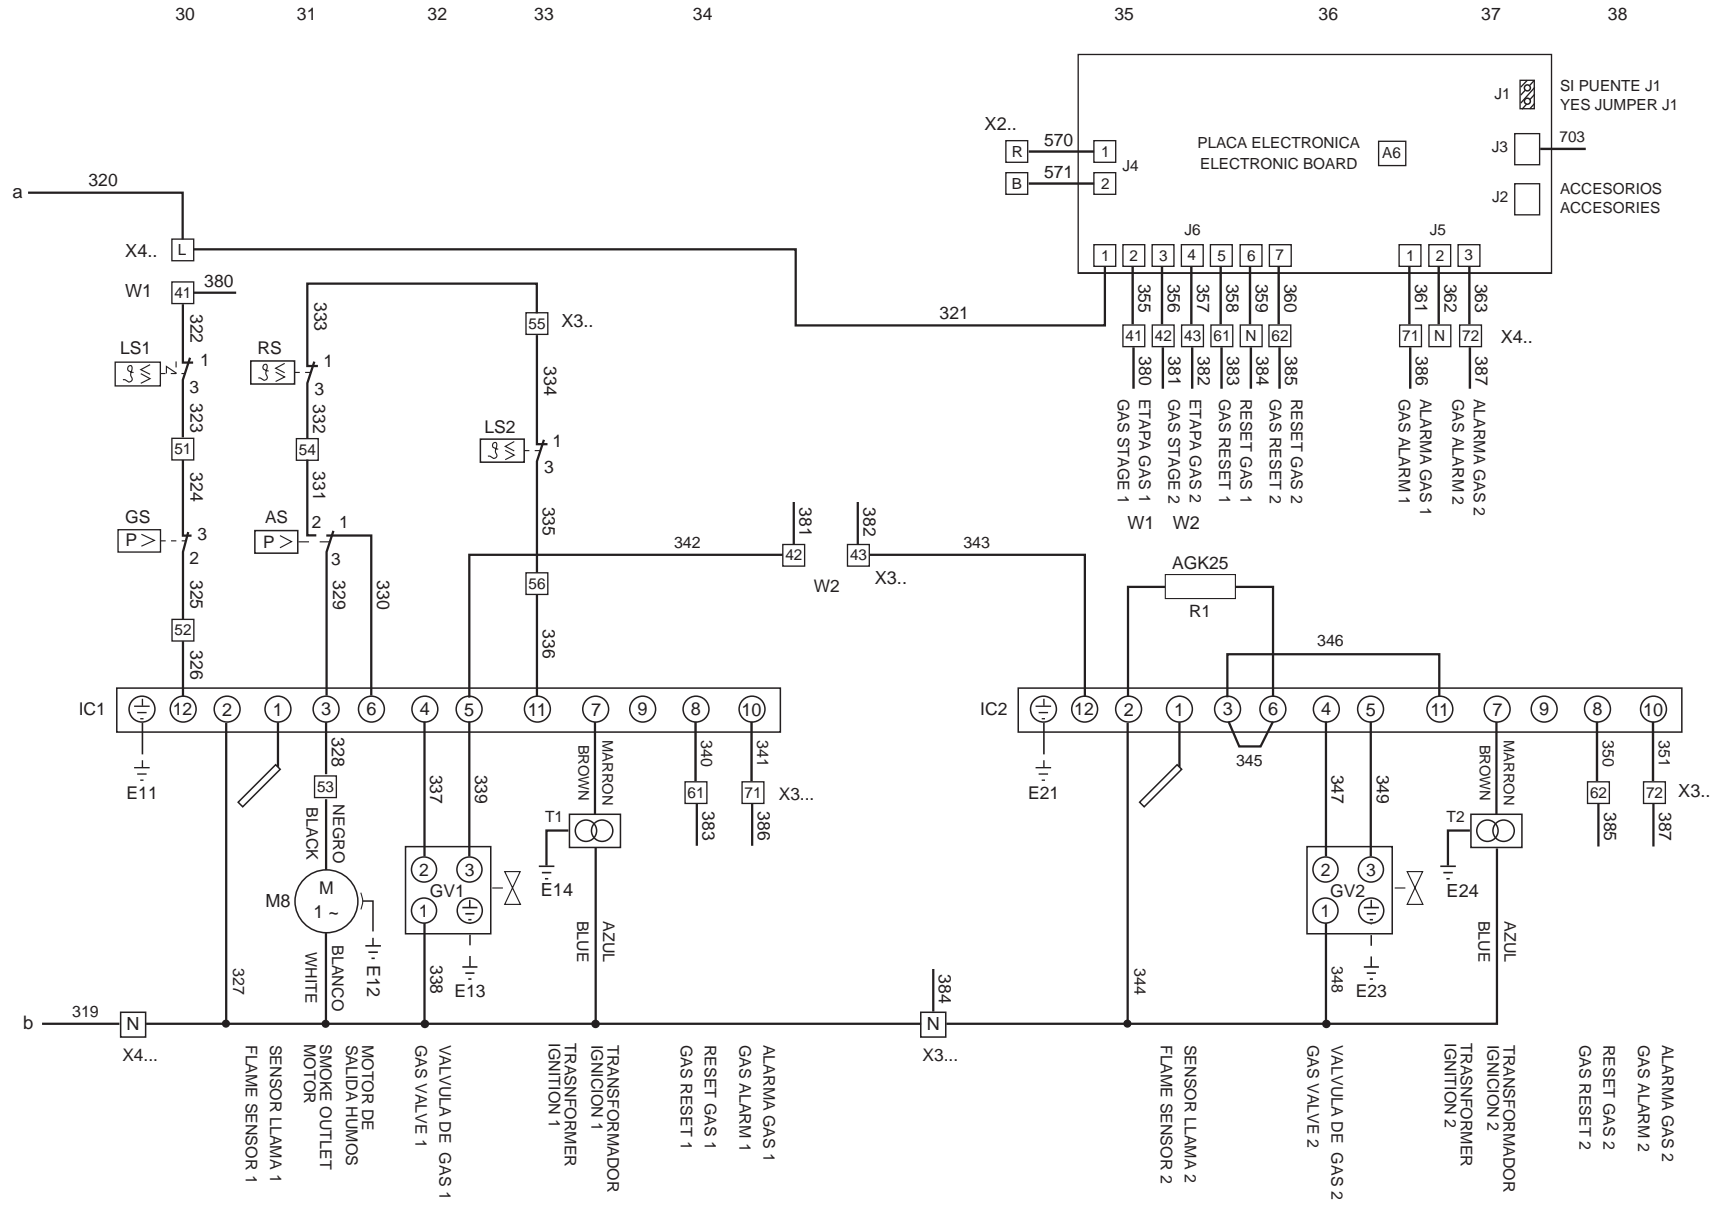 30 31 32 33 34 35 36 37 38
J1
SI PUENTE J1
YES JUMPER J1
X2..
R 570 1
J4
B 571 2
PLACA ELECTRONICA
ELECTRONIC BOARD
A6
J3 703
J2
ACCESORIOS
ACCESORIES
a 320
X4.. L
321
J6
1 2 3 4 5 6 7
J5
1 2 3
355 356 357 358 359 360 361 362 363
41 42 43 61 N 62 71 N 72 X4..
380 381 382 383 384 385 386 387
ETAPA GAS 1
GAS STAGE 1
ETAPA GAS 2
GAS STAGE 2
RESET GAS 1
GAS RESET 1
RESET GAS 2
GAS RESET 2
ALARMA GAS 1
GAS ALARM 1
ALARMA GAS 2
GAS ALARM 2
W1 W2
W1 41 380
322
LS1 1
3
323
51
324
GS
P > 3
2
325
52
326
333
RS 1
3
332
54
331
AS
P > 2 1
3
329 330
55 X3..
334
LS2 1
3
335
56
336
342
381
42
W2
382
43 X3..
343
AGK25
R1
346
IC1 12 2 1 3 6 4 5 11 7 9 8 10
IC2 12 2 1 3 6 4 5 11 7 9 8 10
E11
328
53
NEGRO
BLACK
M8
M
1 ~
BLANCO
WHITE
E12
327
337 339
2 3
GV1
1
338
E13
MARRON
BROWN
T1
E14
AZUL
BLUE
340 341
61 71 X3...
383 386
E21
345
344
347 349
2 3
GV2
1
348
E23
MARRON
BROWN
T2
E24
AZUL
BLUE
350 351
62 72 X3..
385 387
b 319 N
X4...
384
N
X3...
SENSOR LLAMA 1
FLAME SENSOR 1
MOTOR DE
SALIDA HUMOS
SMOKE OUTLET
MOTOR
VALVULA DE GAS 1
GAS VALVE 1
TRANSFORMADOR
IGNICION 1
TRASNFORMER
IGNITION 1
RESET GAS 1
GAS RESET 1
ALARMA GAS 1
GAS ALARM 1
SENSOR LLAMA 2
FLAME SENSOR 2
VALVULA DE GAS 2
GAS VALVE 2
TRANSFORMADOR
IGNICION 2
TRASNFORMER
IGNITION 2
RESET GAS 2
GAS RESET 2
ALARMA GAS 2
GAS ALARM 2